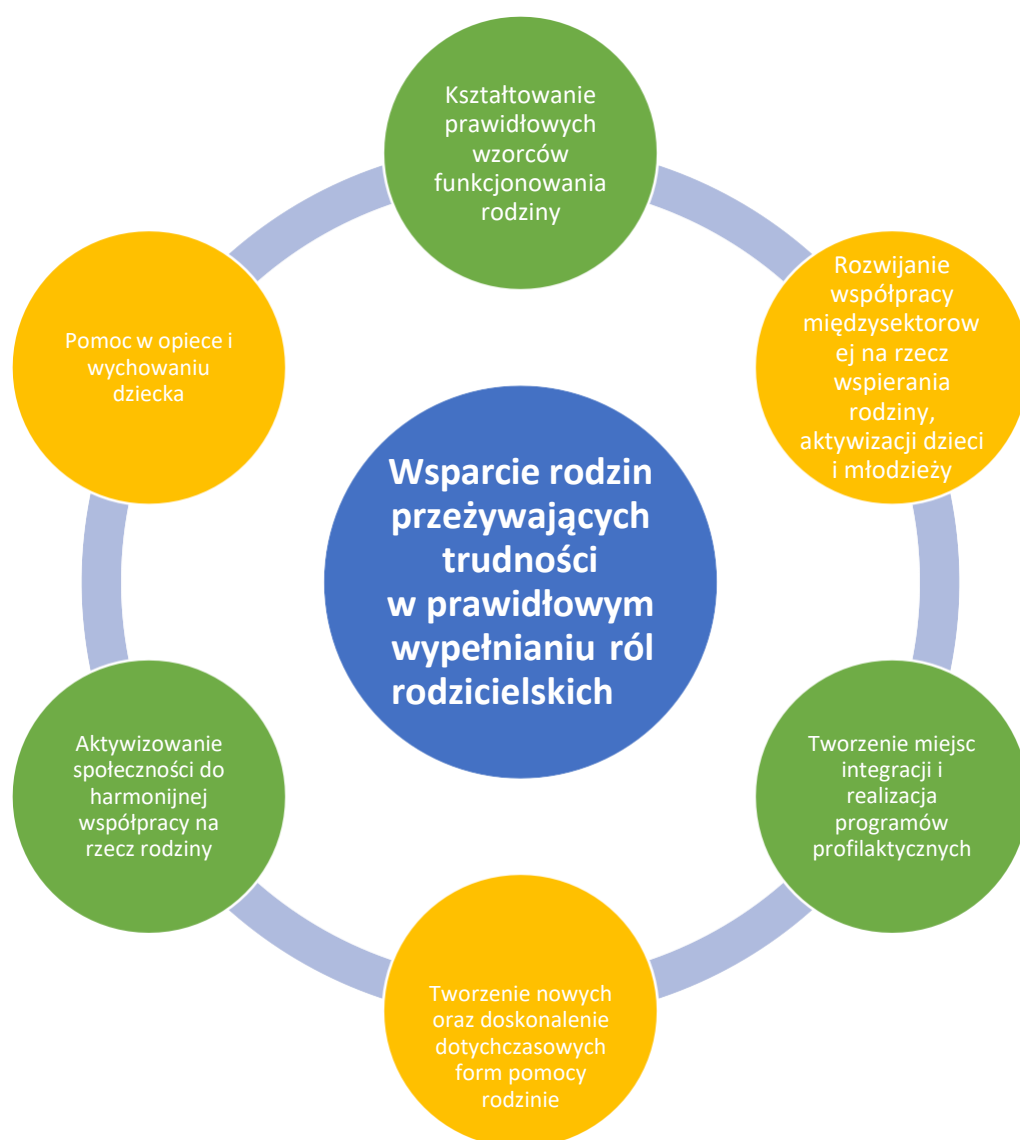 Kształtowanie
prawidłowych
wzorców
funkcjonowania
rodziny
Rozwijanie
współpracy
międzysektorow
ej na rzecz
wspierania
rodziny,
aktywizacji dzieci
i młodzieży
Pomoc w opiece i
wychowaniu
dziecka
Wsparcie rodzin
przeżywających
trudności
w prawidłowym
wypełnianiu ról
rodzicielskich
Aktywizowanie
społeczności do
harmonijnej
współpracy na
rzecz rodziny
Tworzenie miejsc
integracji i
realizacja
programów
profilaktycznych
Tworzenie nowych
oraz doskonalenie
dotychczasowych
form pomocy
rodzinie